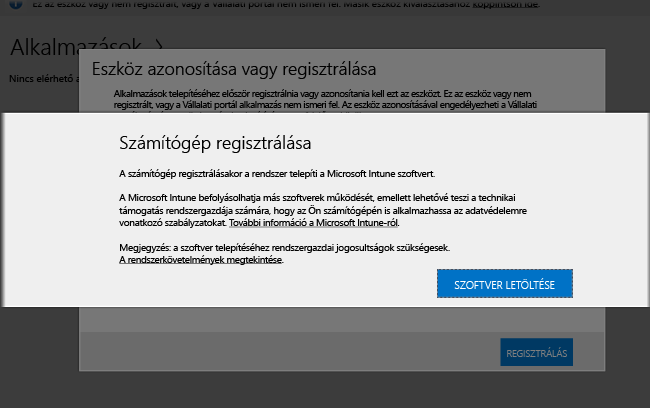 Ez az eszköz vagy nem regisztrált, vagy a vállalati portál nem ismeri fel. Másik eszköz kiválasztásához koppintson ide.
Alkalmazások
Nincs elérhető a
Eszköz azonosítása vagy regisztrálása
Alkalmazások telepítéséhez először regisztrálnia vagy azonosítania kell ezt az eszközt. Ez az eszköz vagy nem
regisztrált, vagy a Vállalati portál alkalmazás nem ismeri fel. Az eszköz azonosításával engedélyezheti a Vállalati
Számítógép regisztrálása
A számítógép regisztrálásakor a rendszer telepíti a Microsoft Intune szoftvert.
A Microsoft Intune befolyásolhatja más szoftverek működését, emellett lehetővé teszi a technikai
támogatás rendszergazdája számára, hogy az Ön számítógépén is alkalmazhassa az adatvédelemre
vonatkozó szabályzatokat. További információ a Microsoft Intune-ról.
Megjegyzés: a szoftver telepítéséhez rendszergazdai jogosultságok szükségesek.
A rendszerkövetelmények megtekintése.
SZOFTVER LETÖLTÉSE
REGISZTRÁLÁS